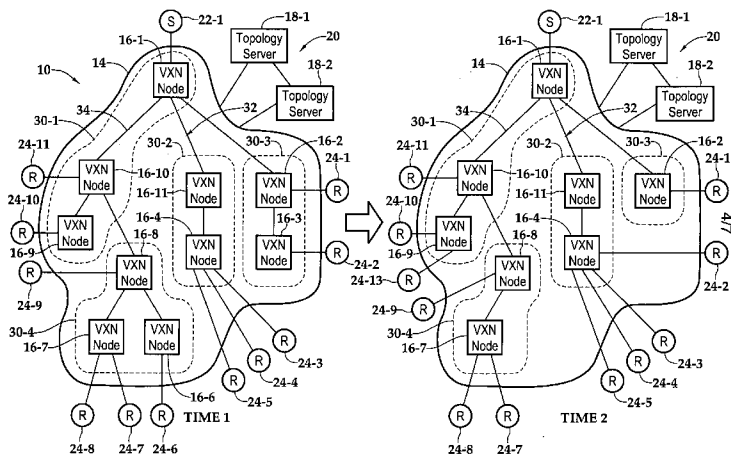 S
22-1
18-1
Topology
Server
20
16-1
14
VXN
Node
10
18-2
Topology
Server
34
32
30-1
30-2
30-3
16-2
24-11
R
VXN
Node
16-10
VXN
Node
16-11
VXN
Node
24-1
R
24-10
R
VXN
Node
16-9
16-8
16-4
VXN
Node
VXN
Node
16-3
R
24-2
VXN
Node
R
24-9
30-4
16-7
VXN
Node
VXN
Node
16-6
R
24-3
R
24-4
R
24-5
R
24-8
R
24-7
R
24-6
TIME 1
S
22-1
18-1
Topology
Server
20
16-1
14
VXN
Node
18-2
Topology
Server
34
32
30-1
30-2
30-3
16-2
24-11
R
VXN
Node
16-10
VXN
Node
16-11
VXN
Node
24-1
R
24-10
R
VXN
Node
16-9
16-8
16-4
VXN
Node
R
24-2
R
24-13
VXN
Node
R
24-9
30-4
16-7
VXN
Node
R
24-3
R
24-4
R
24-5
R
24-8
R
24-7
TIME 2
4/7